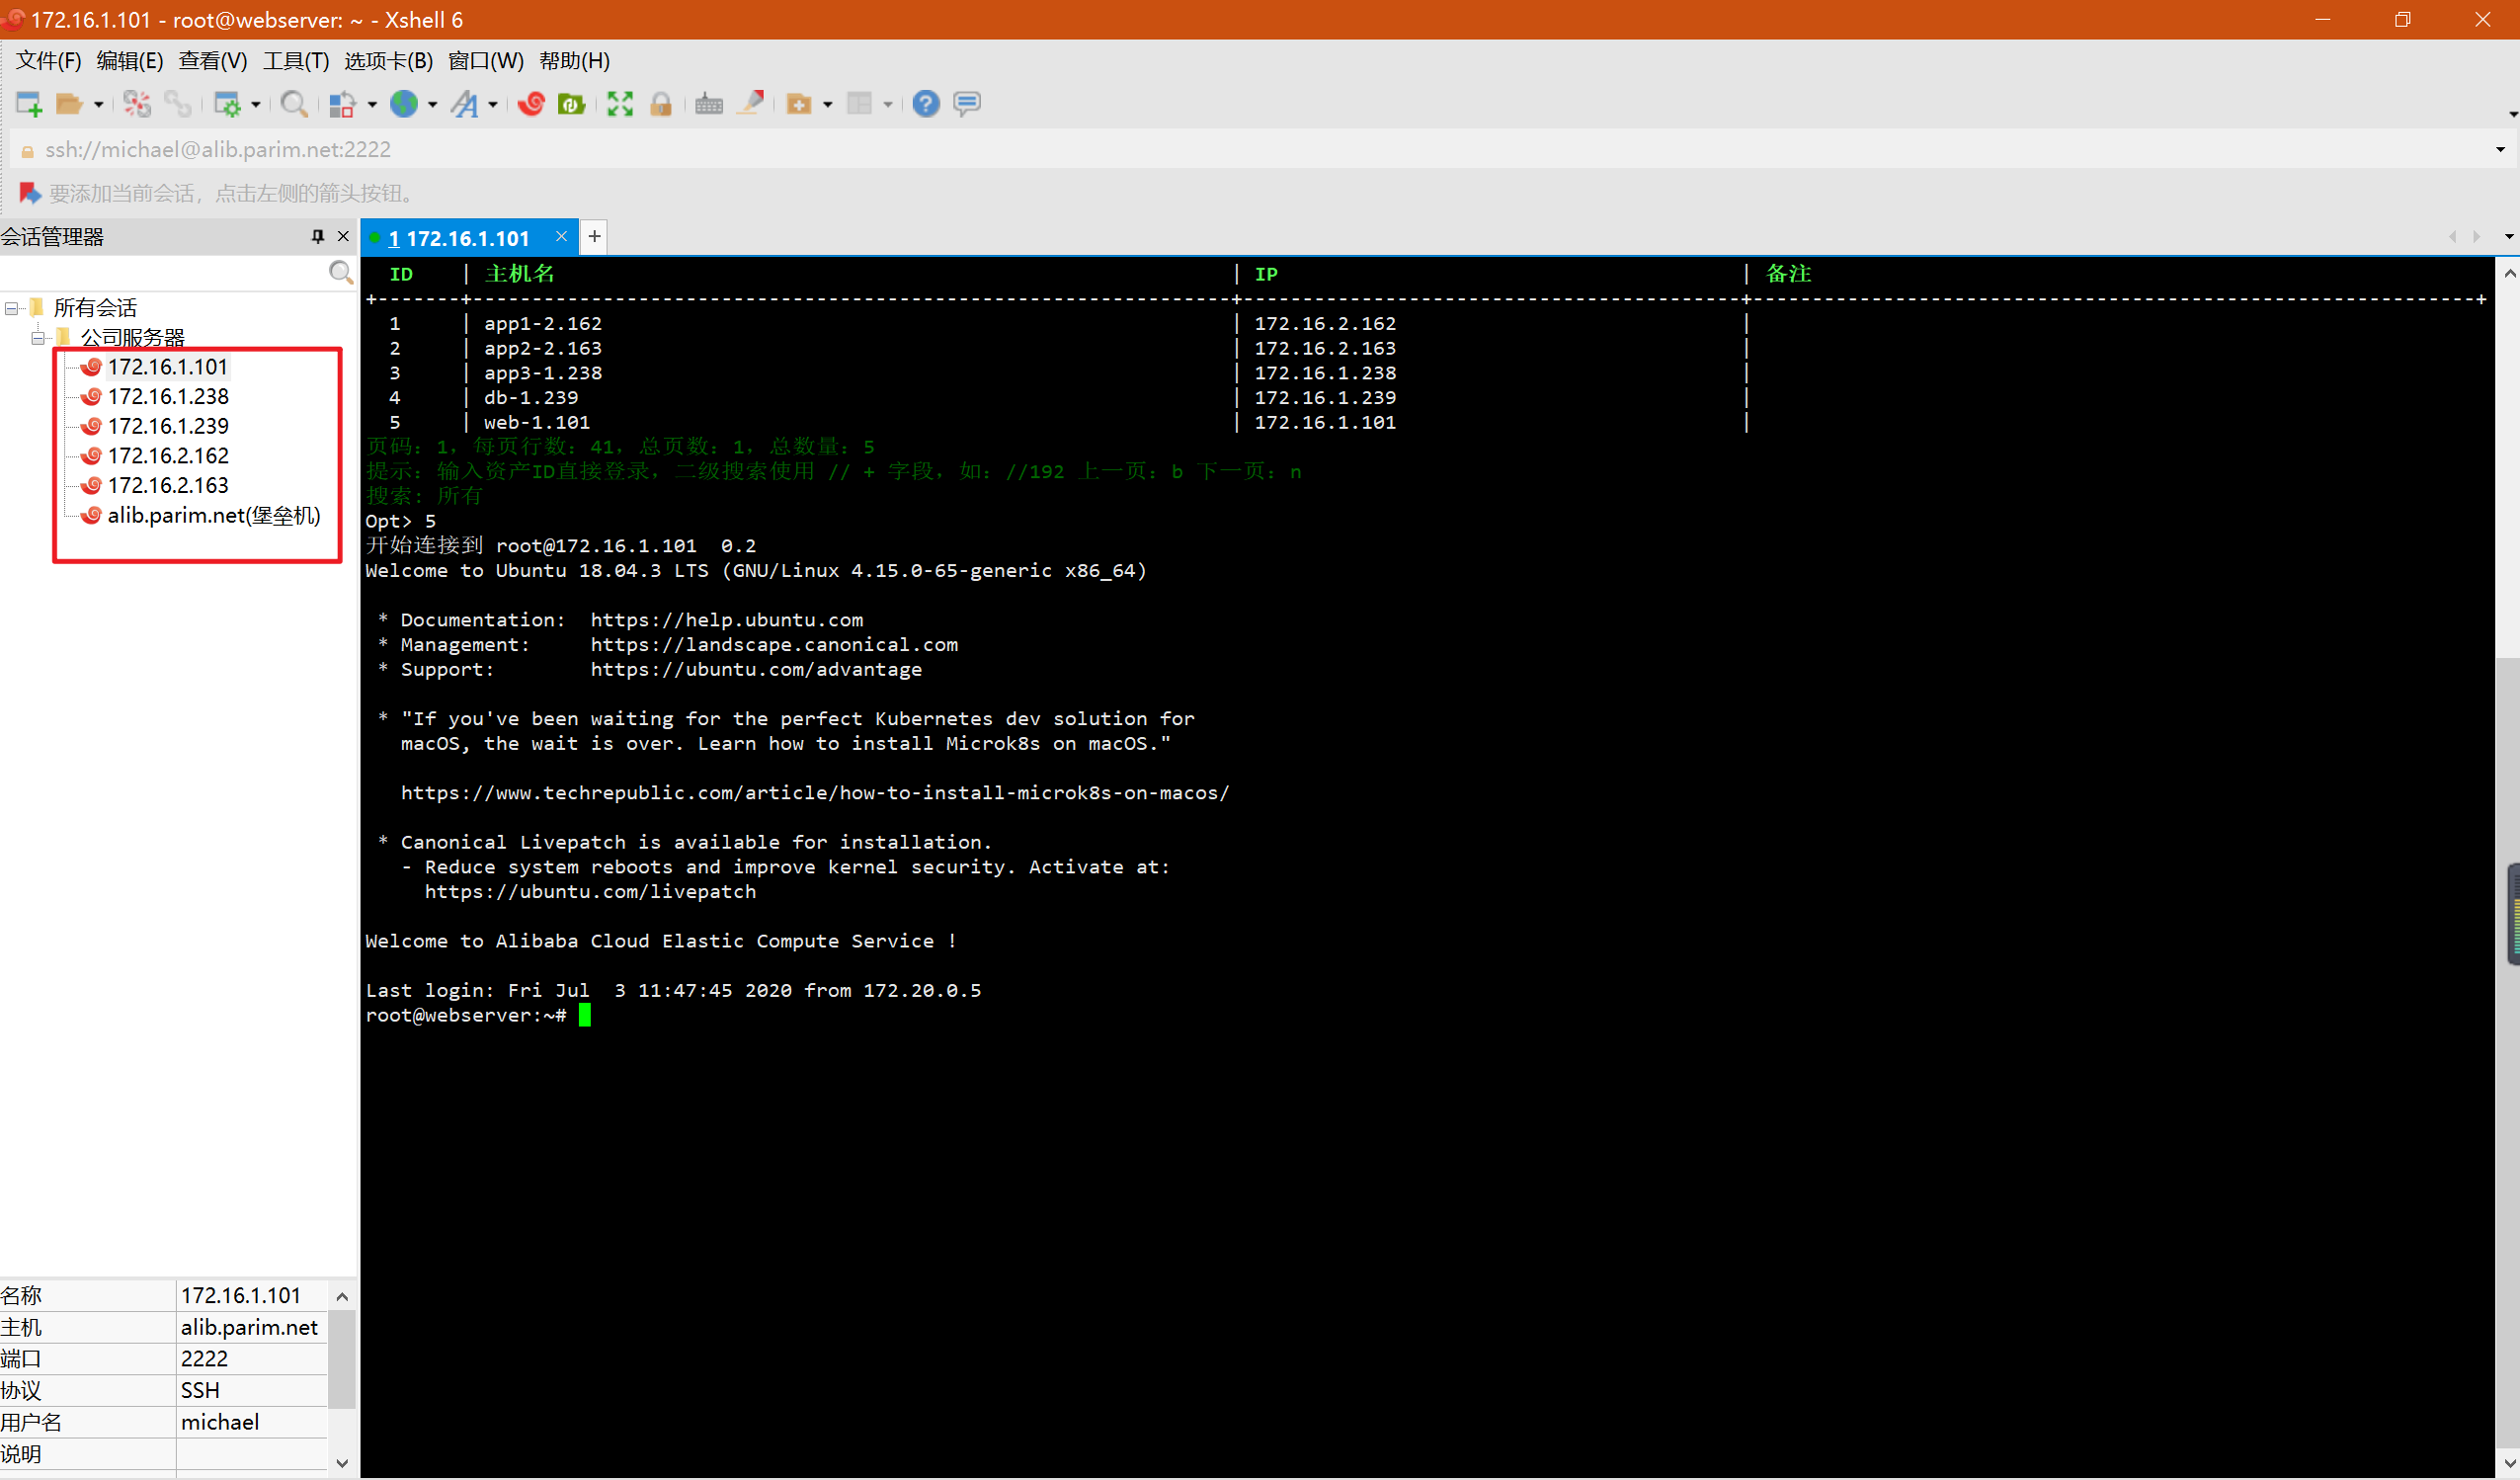 172.16.1.101 - root@webserver: ~ - Xshell 6
文件(F) 编辑(E) 查看(V) 工具(T) 选项卡(B) 窗口(W) 帮助(H)
ssh://michael@alib.parim.net:2222
要添加当前会话，点击左侧的箭头按钮。
会话管理器
所有会话
公司服务器
172.16.1.101
172.16.1.238
172.16.1.239
172.16.2.162
172.16.2.163
alib.parim.net(堡垒机)
名称 172.16.1.101
主机 alib.parim.net
端口 2222
协议 SSH
用户名 michael
说明
1 172.16.1.101 × +
ID | 主机名 | IP | 备注
+-------+----------------------------------------------------------------+-------------------------------------------+--------------------------------------------------------------+
1 | app1-2.162 | 172.16.2.162 |
2 | app2-2.163 | 172.16.2.163 |
3 | app3-1.238 | 172.16.1.238 |
4 | db-1.239 | 172.16.1.239 |
5 | web-1.101 | 172.16.1.101 |
页码：1，每页行数：41，总页数：1，总数量：5
提示：输入资产ID直接登录，二级搜索使用 // + 字段，如：//192 上一页：b 下一页：n
搜索：所有
Opt> 5
开始连接到 root@172.16.1.101  0.2
Welcome to Ubuntu 18.04.3 LTS (GNU/Linux 4.15.0-65-generic x86_64)
* Documentation:  https://help.ubuntu.com
* Management:     https://landscape.canonical.com
* Support:        https://ubuntu.com/advantage
* "If you've been waiting for the perfect Kubernetes dev solution for
macOS, the wait is over. Learn how to install Microk8s on macOS."
https://www.techrepublic.com/article/how-to-install-microk8s-on-macos/
* Canonical Livepatch is available for installation.
- Reduce system reboots and improve kernel security. Activate at:
https://ubuntu.com/livepatch
Welcome to Alibaba Cloud Elastic Compute Service !
Last login: Fri Jul  3 11:47:45 2020 from 172.20.0.5
root@webserver:~#